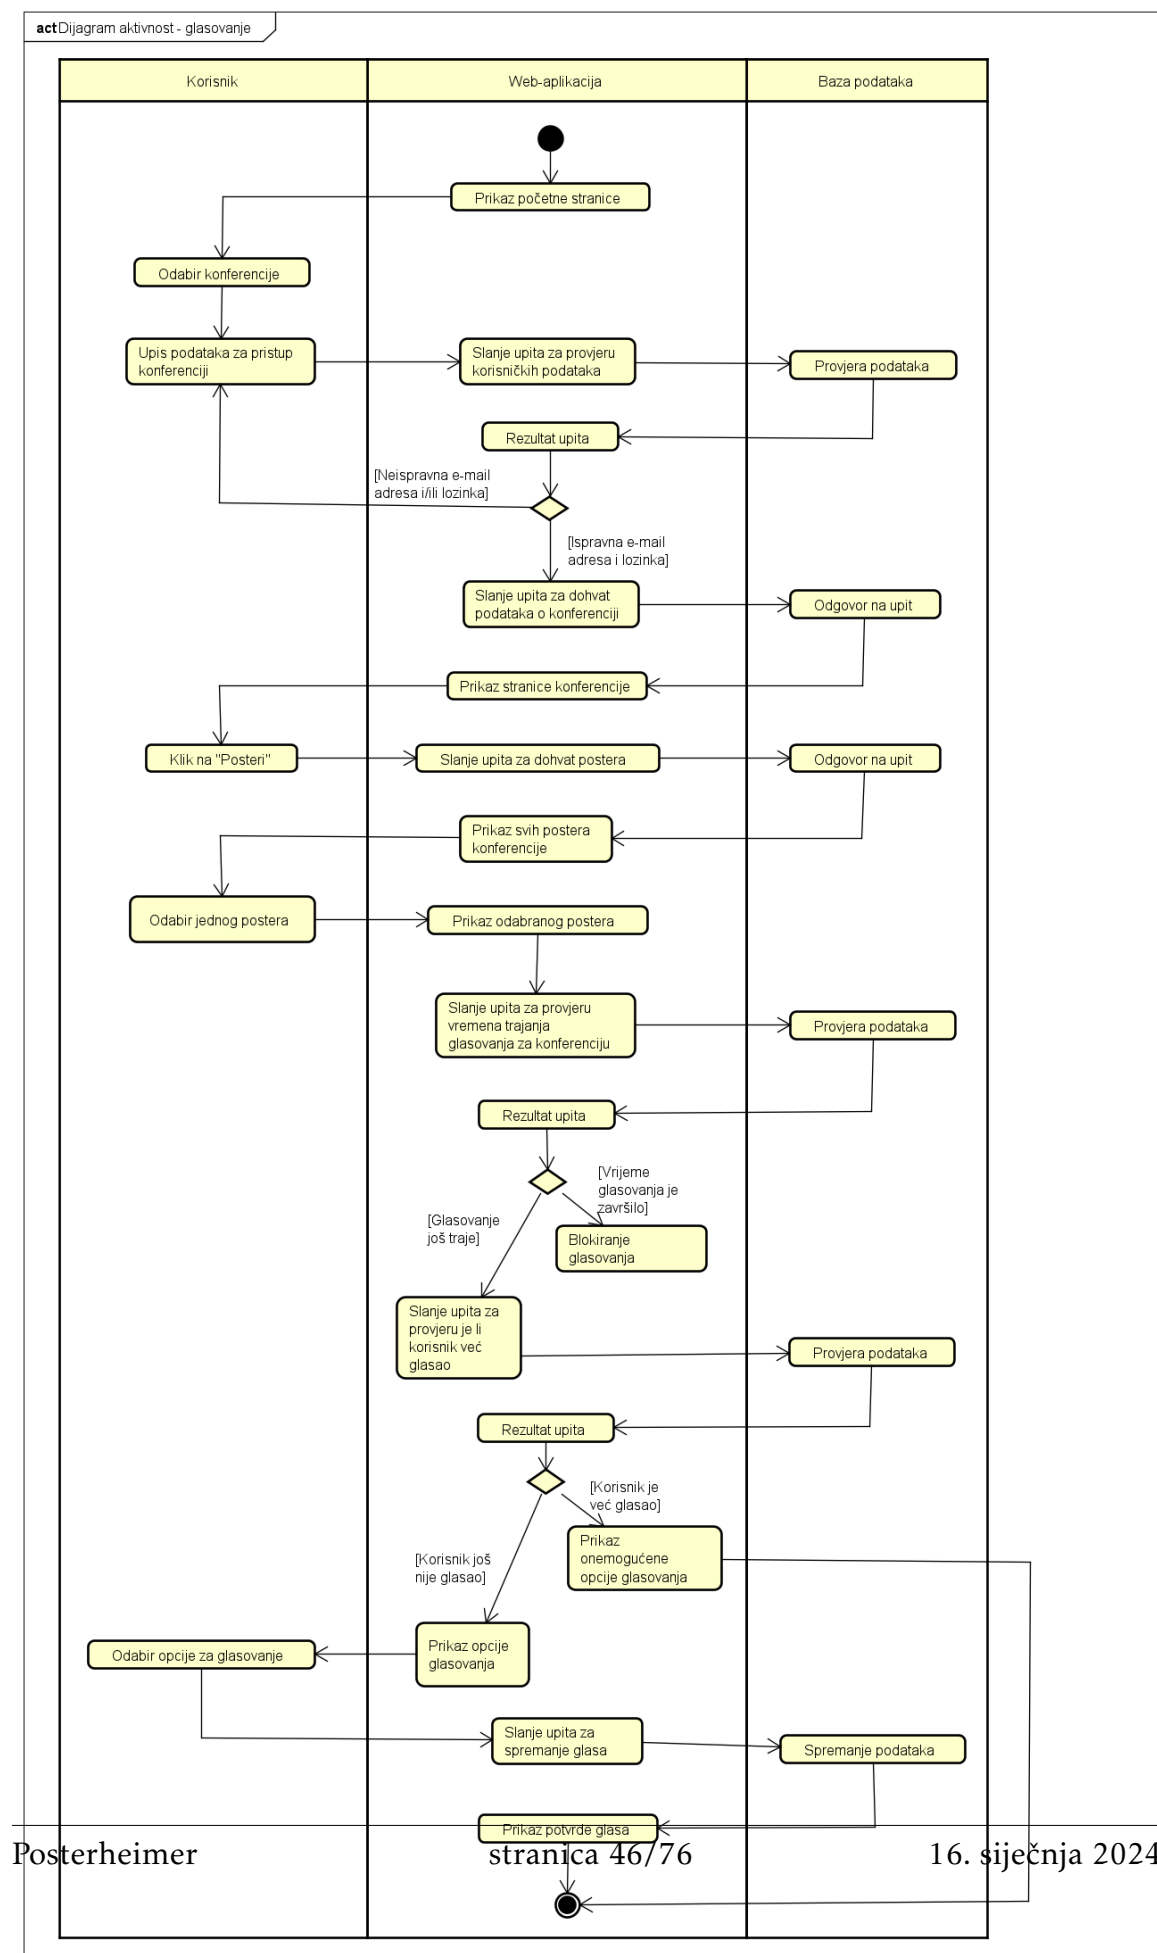 act Dijagram aktivnost - glasovanje
Korisnik
Web-aplikacija
Baza podataka
Prikaz početne stranice
Odabir konferencije
Upis podataka za pristup
konferenciji
Slanje upita za provjeru
korisničkih podataka
Provjera podataka
Rezultat upita
[Neispravna e-mail
adresa i/ili lozinka]
[Ispravna e-mail
adresa i lozinka]
Slanje upita za dohvat
podataka o konferenciji
Odgovor na upit
Prikaz stranice konferencije
Klik na "Posteri"
Slanje upita za dohvat postera
Odgovor na upit
Prikaz svih postera
konferencije
Odabir jednog postera
Prikaz odabranog postera
Slanje upita za provjeru
vremena trajanja
glasovanja za konferenciju
Provjera podataka
Rezultat upita
[Vrijeme
glasovanja je
završilo]
[Glasovanje
još traje]
Blokiranje
glasovanja
Slanje upita za
provjeru je li
korisnik već
glasao
Provjera podataka
Rezultat upita
[Korisnik je
već glasao]
[Korisnik još
nije glasao]
Prikaz
onemogućene
opcije glasovanja
Prikaz opcije
glasovanja
Odabir opcije za glasovanje
Slanje upita za
spremanje glasa
Spremanje podataka
Prikaz potvrde glasa
Posterheimer
stranica 46/76
16. siječnja 2024